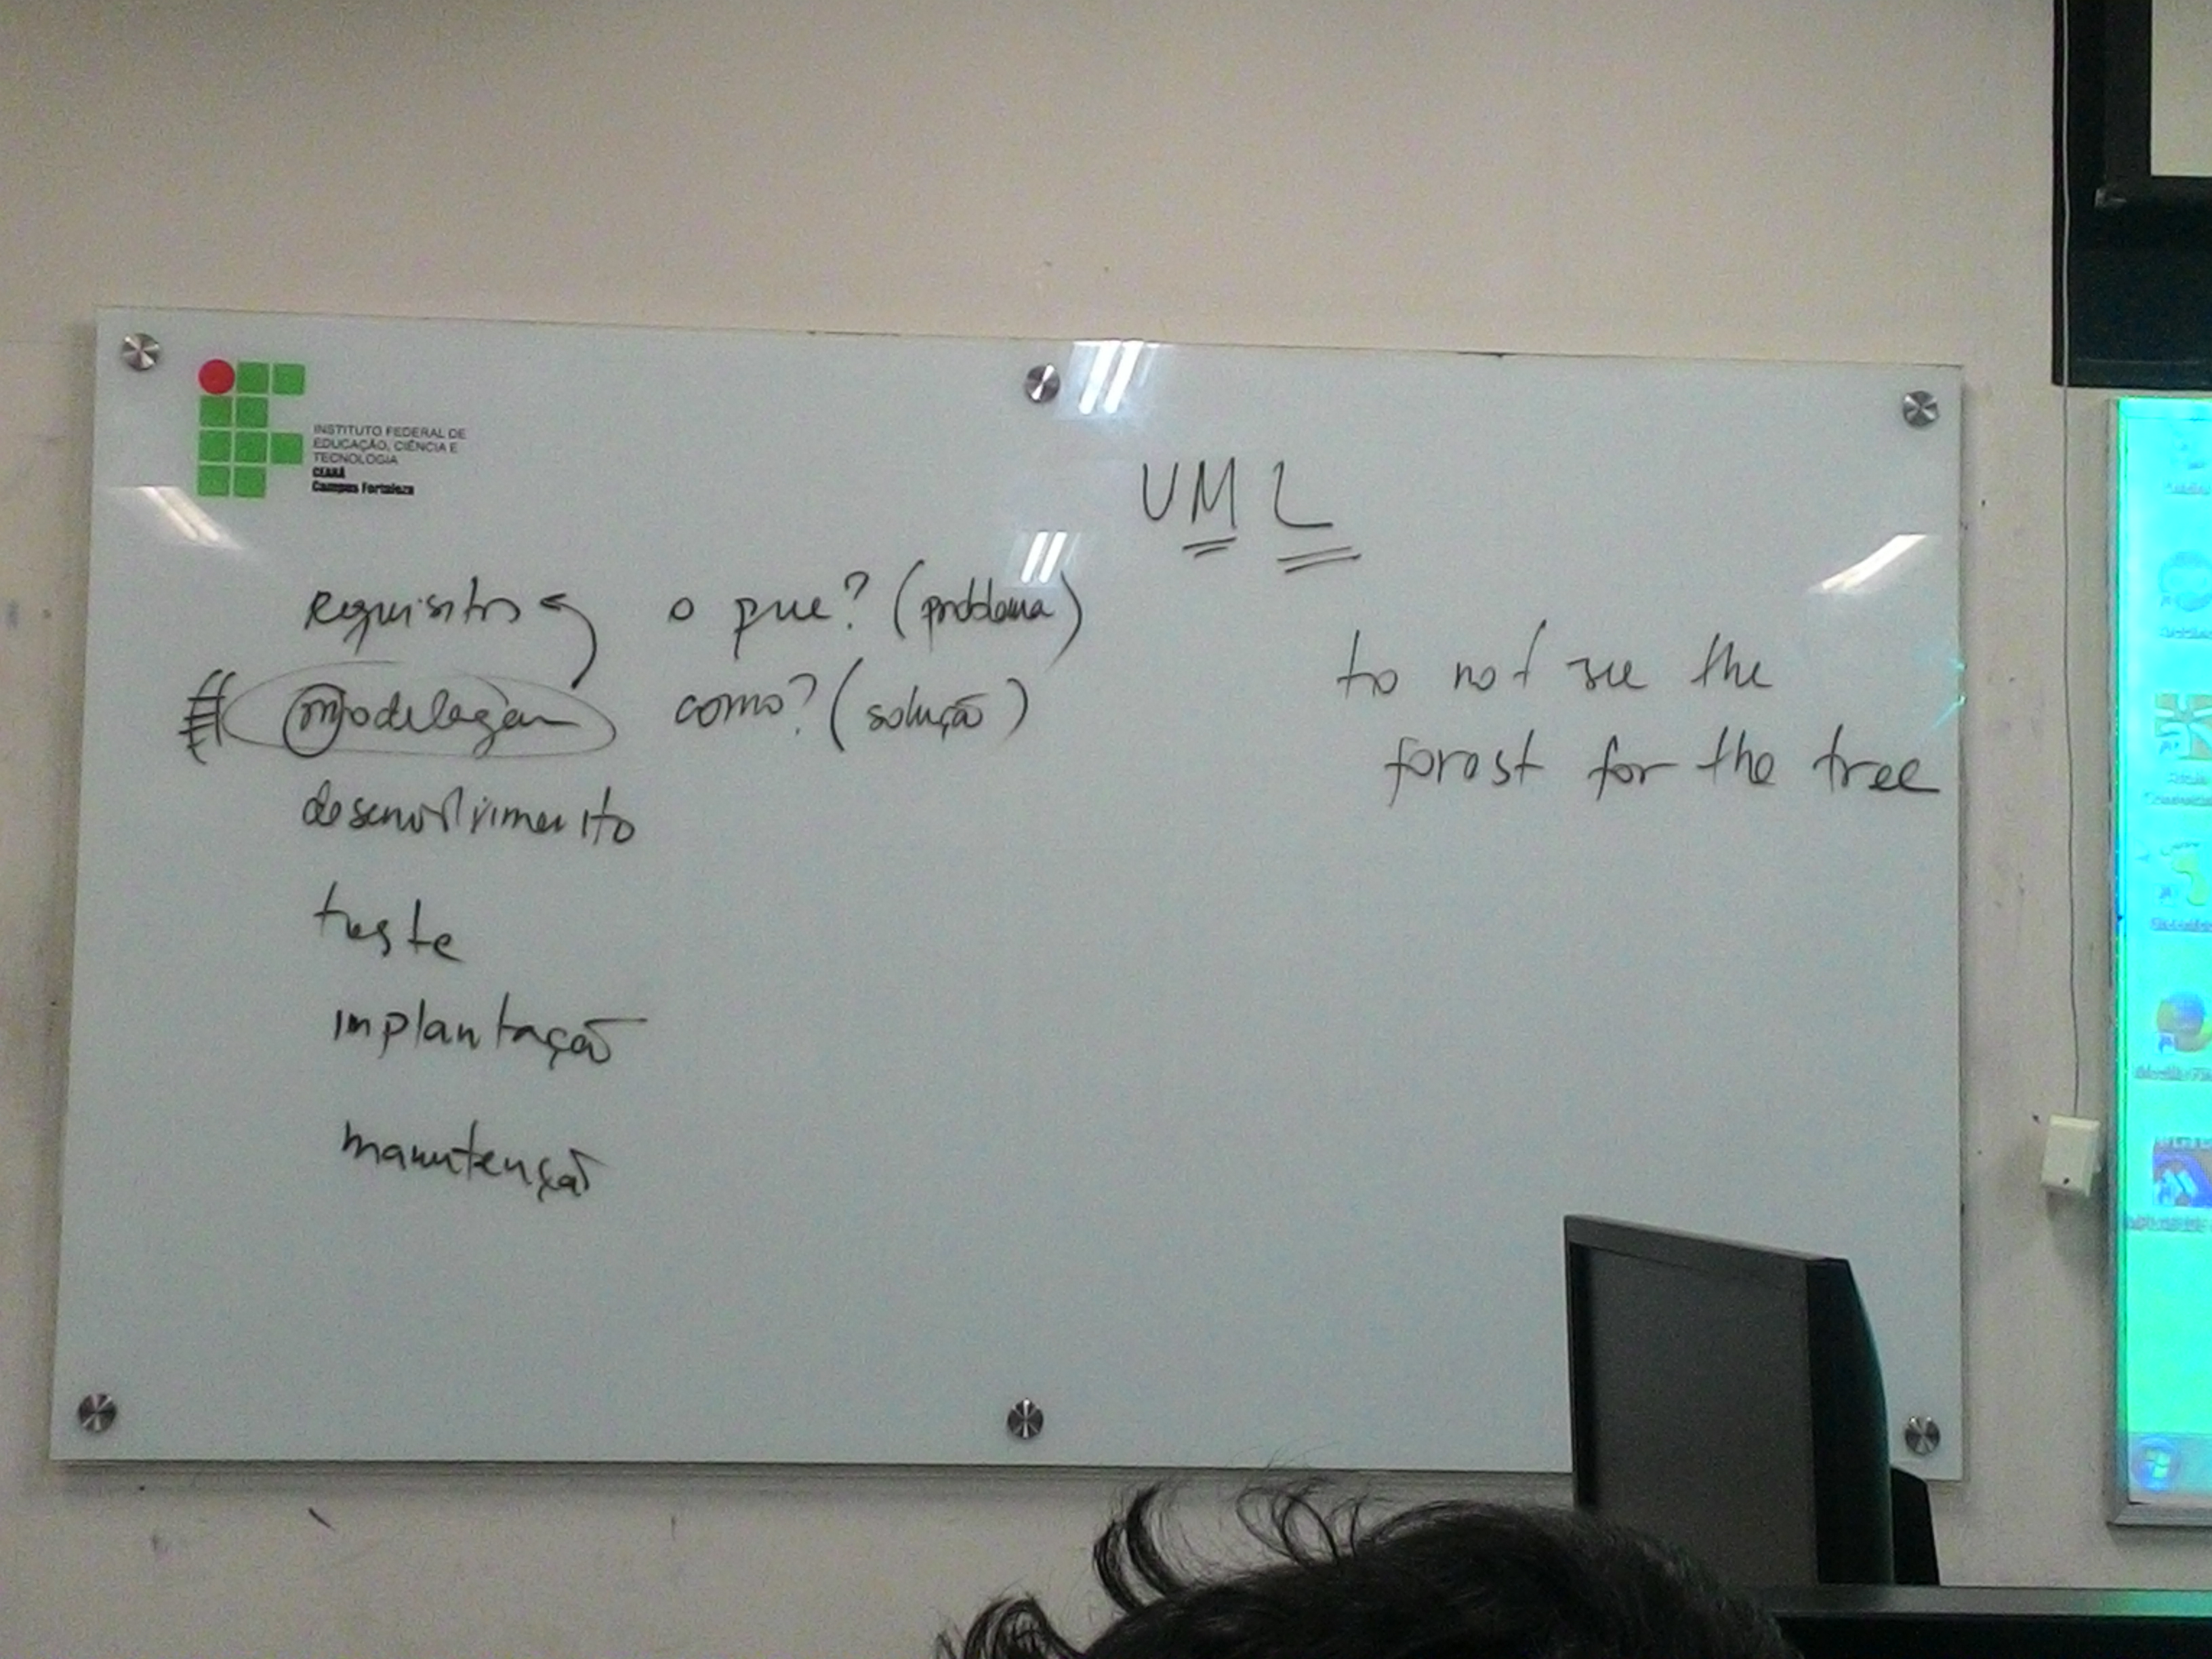 INSTITUTO FEDERAL DE
EDUCAÇÃO, CIÊNCIA E
TECNOLOGIA
CEARÁ
Campus Fortaleza
UML
requisitos o que? (problema)
modelagem como? (solução)
desenvolvimento
teste
implantação
manutenção
to not see the
forest for the tree